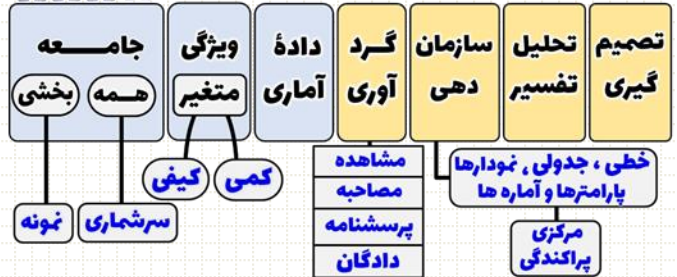 جامعه
همه
بخشی
سرشماری
نمونه
ویژگی
متغیر
کمی
کیفی
دادهٔ
آماری
گرد
آوری
مشاهده
مصاحبه
پرسشنامه
دادگان
سازمان
دهی
خطی ، جدولی ، نمودارها
پارامترها و آماره ها
مرکزی
پراکندگی
تحلیل
تفسیر
تصمیم
گیری